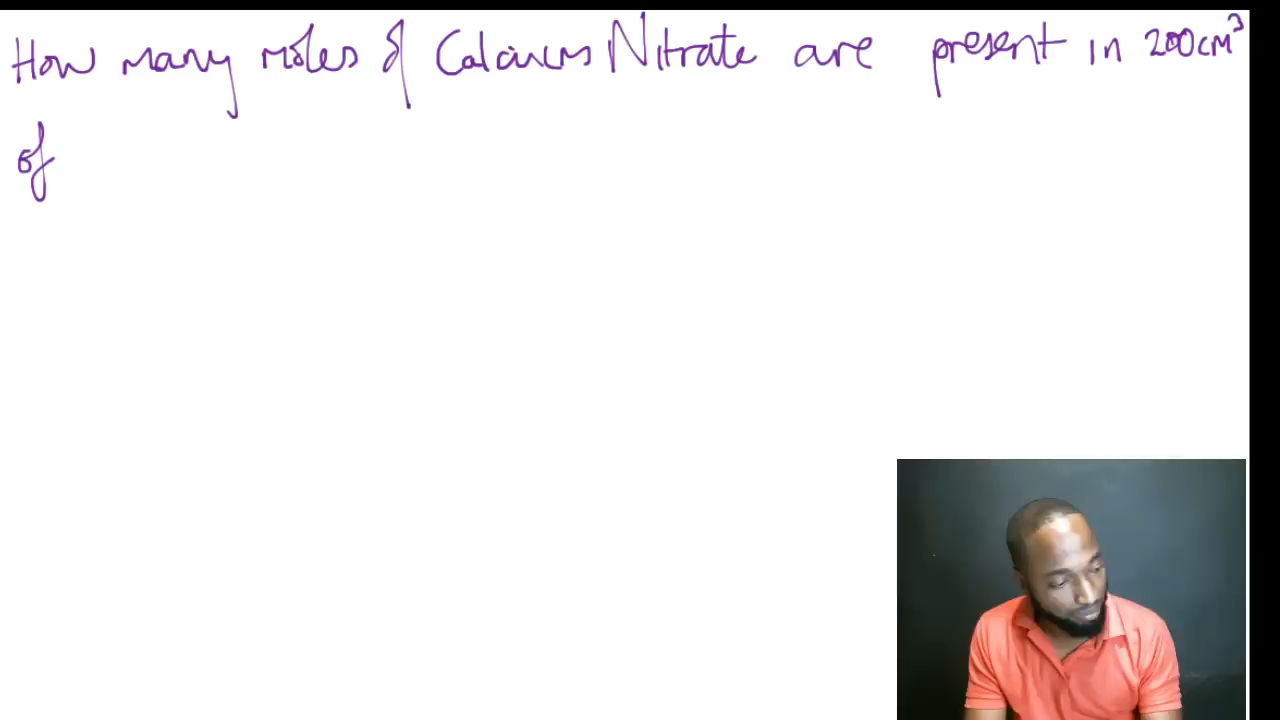 How many moles of Calcium Nitrate are present in 200cm³
of